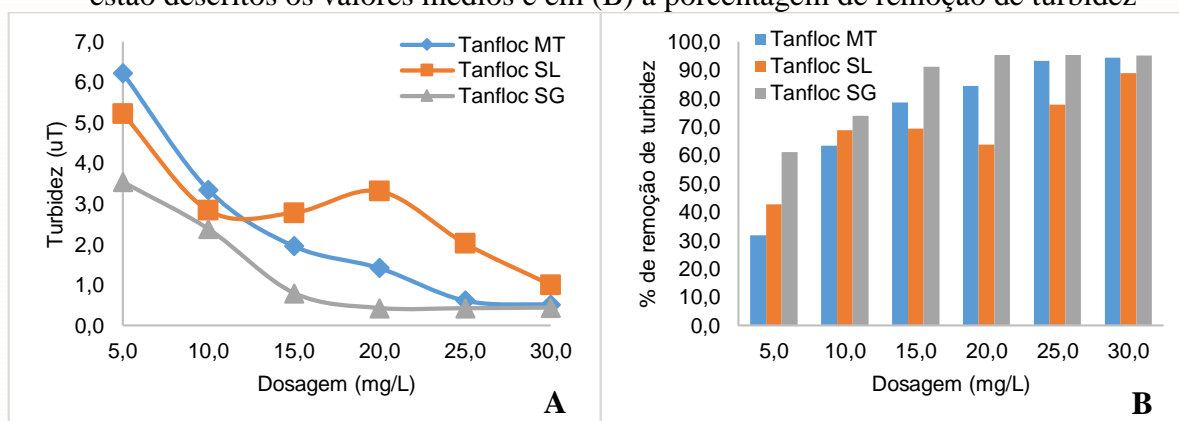 estão descritos os valores médios e em (B) a porcentagem de remoção de turbidez
7,0
6,0
5,0
4,0
3,0
2,0
1,0
0,0
Turbidez (uT)
Tanfloc MT
Tanfloc SL
Tanfloc SG
5,0 10,0 15,0 20,0 25,0 30,0
Dosagem (mg/L)
A
100,0
90,0
80,0
70,0
60,0
50,0
40,0
30,0
20,0
10,0
0,0
% de remoção de turbidez
Tanfloc MT
Tanfloc SL
Tanfloc SG
5,0 10,0 15,0 20,0 25,0 30,0
Dosagem (mg/L)
B